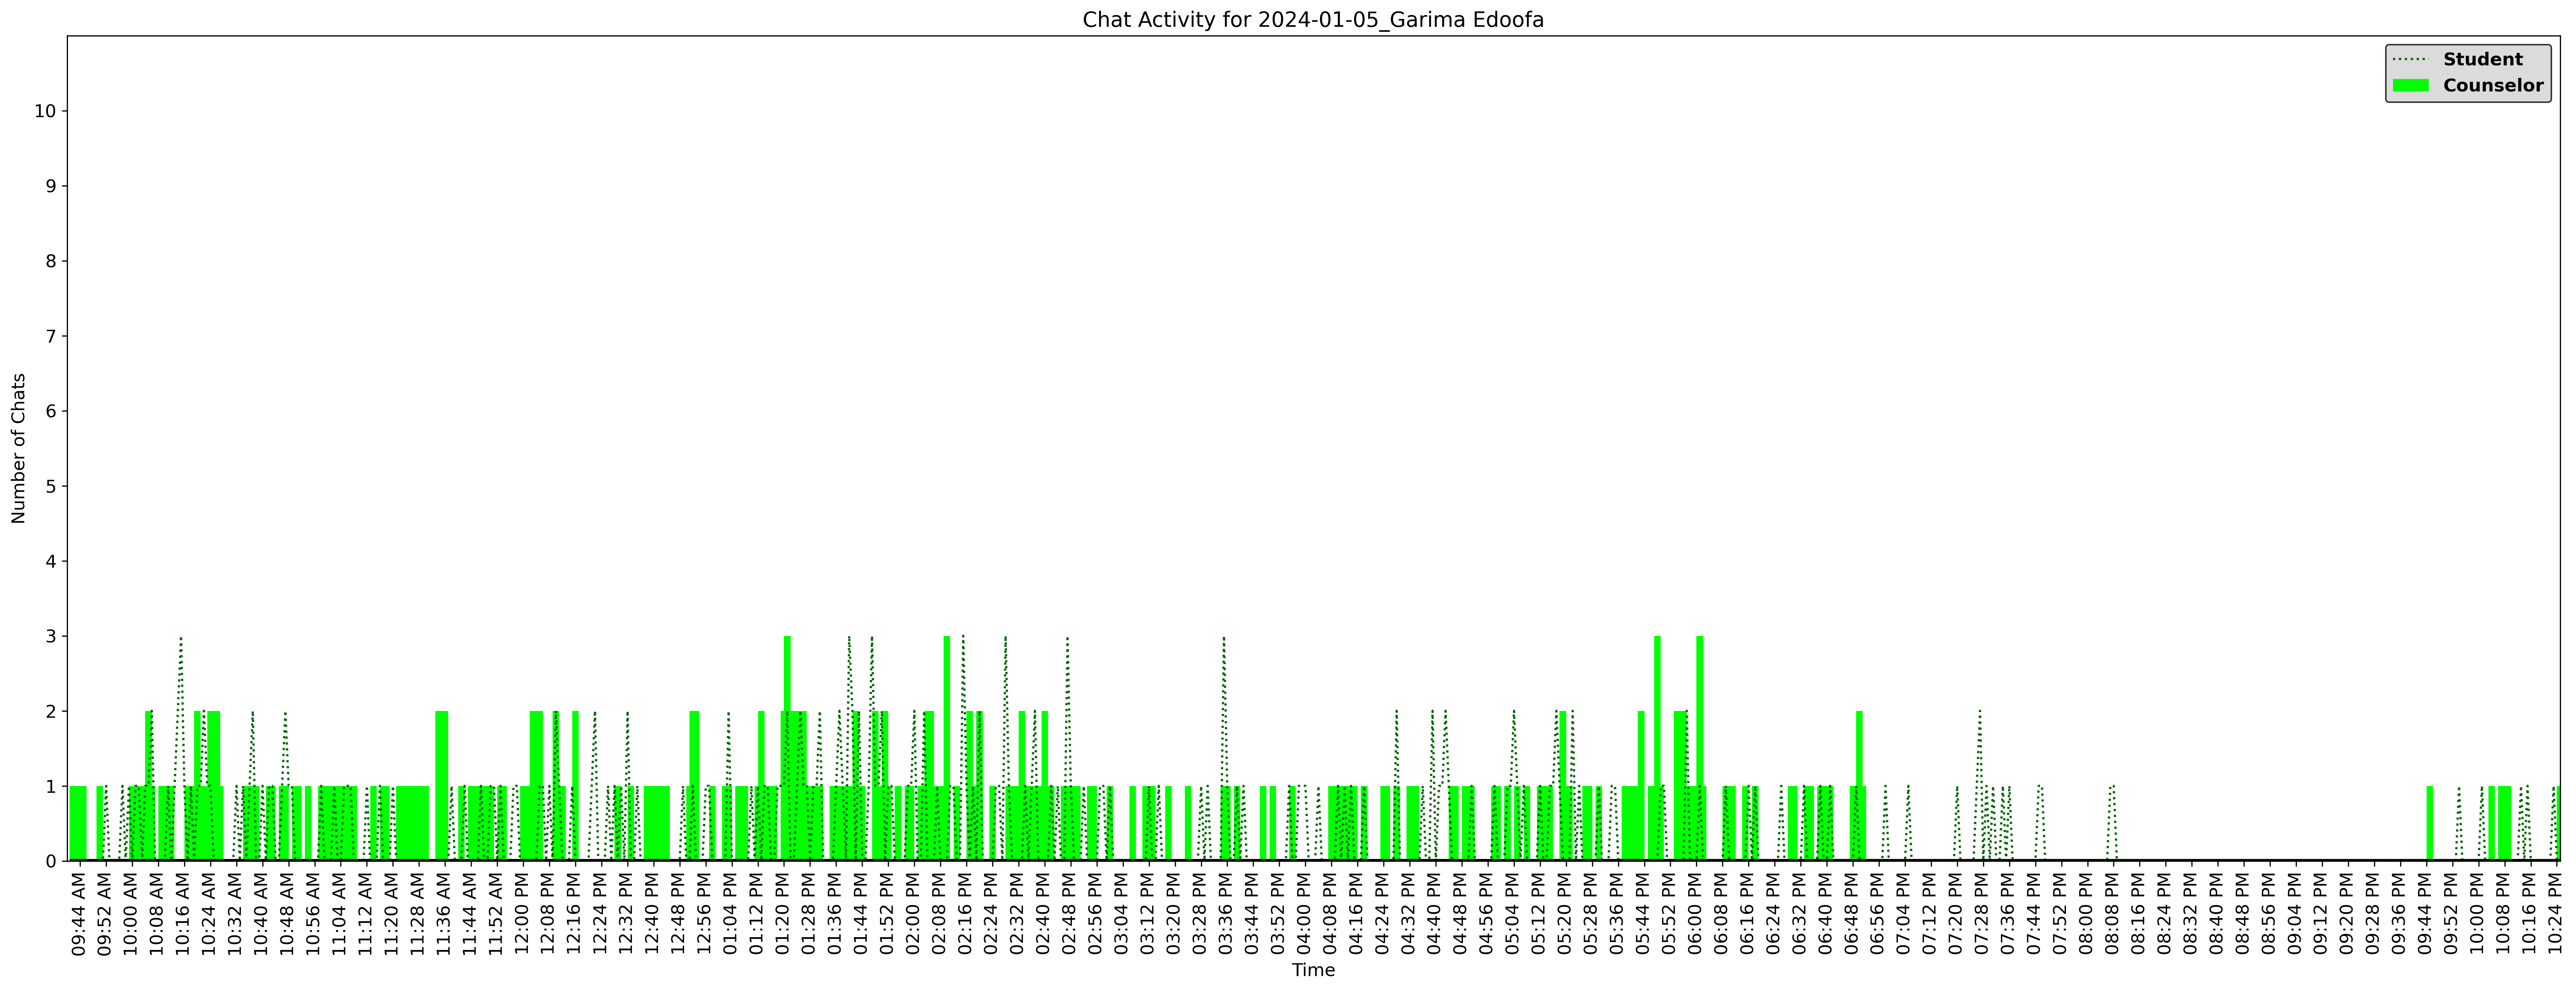 Chat Activity for 2024-01-05_Garima Edoofa
Student
Counselor
Number of Chats
10
9
8
7
6
5
4
3
2
1
0
09:44 AM
09:52 AM
10:00 AM
10:08 AM
10:16 AM
10:24 AM
10:32 AM
10:40 AM
10:48 AM
10:56 AM
11:04 AM
11:12 AM
11:20 AM
11:28 AM
11:36 AM
11:44 AM
11:52 AM
12:00 PM
12:08 PM
12:16 PM
12:24 PM
12:32 PM
12:40 PM
12:48 PM
12:56 PM
01:04 PM
01:12 PM
01:20 PM
01:28 PM
01:36 PM
01:44 PM
01:52 PM
02:00 PM
02:08 PM
02:16 PM
02:24 PM
02:32 PM
02:40 PM
02:48 PM
02:56 PM
03:04 PM
03:12 PM
03:20 PM
03:28 PM
03:36 PM
03:44 PM
03:52 PM
04:00 PM
04:08 PM
04:16 PM
04:24 PM
04:32 PM
04:40 PM
04:48 PM
04:56 PM
05:04 PM
05:12 PM
05:20 PM
05:28 PM
05:36 PM
05:44 PM
05:52 PM
06:00 PM
06:08 PM
06:16 PM
06:24 PM
06:32 PM
06:40 PM
06:48 PM
06:56 PM
07:04 PM
07:12 PM
07:20 PM
07:28 PM
07:36 PM
07:44 PM
07:52 PM
08:00 PM
08:08 PM
08:16 PM
08:24 PM
08:32 PM
08:40 PM
08:48 PM
08:56 PM
09:04 PM
09:12 PM
09:20 PM
09:28 PM
09:36 PM
09:44 PM
09:52 PM
10:00 PM
10:08 PM
10:16 PM
10:24 PM
Time